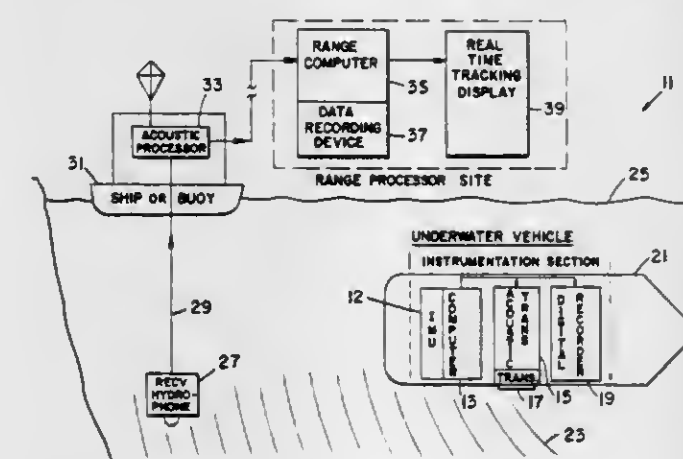 RANGE
COMPUTER
35
DATA
RECORDING
DEVICE
37
REAL
TIME
TRACKING
DISPLAY
39
RANGE PROCESSOR SITE
11
33
ACOUSTIC
PROCESSOR
31
SHIP OR BUOY
25
29
27
RECV
HYDRO-
PHONE
UNDERWATER VEHICLE
INSTRUMENTATION SECTION
21
12
IMU
COMPUTER
ACOUSTIC
TRANS
DIGITAL
RECORDER
TRANS
13
17
15
19
23